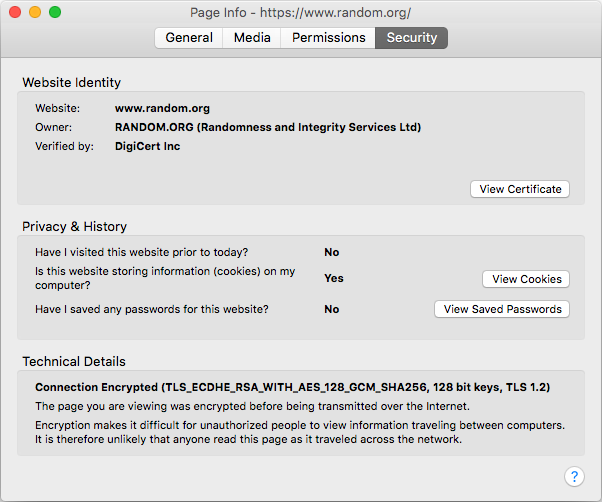 Page Info - https://www.random.org/
General Media Permissions Security
Website Identity
Website: www.random.org
Owner: RANDOM.ORG (Randomness and Integrity Services Ltd)
Verified by: DigiCert Inc
View Certificate
Privacy & History
Have I visited this website prior to today? No
Is this website storing information (cookies) on my
computer? Yes View Cookies
Have I saved any passwords for this website? No View Saved Passwords
Technical Details
Connection Encrypted (TLS_ECDHE_RSA_WITH_AES_128_GCM_SHA256, 128 bit keys, TLS 1.2)
The page you are viewing was encrypted before being transmitted over the Internet.
Encryption makes it difficult for unauthorized people to view information traveling between computers.
It is therefore unlikely that anyone read this page as it traveled across the network.
?